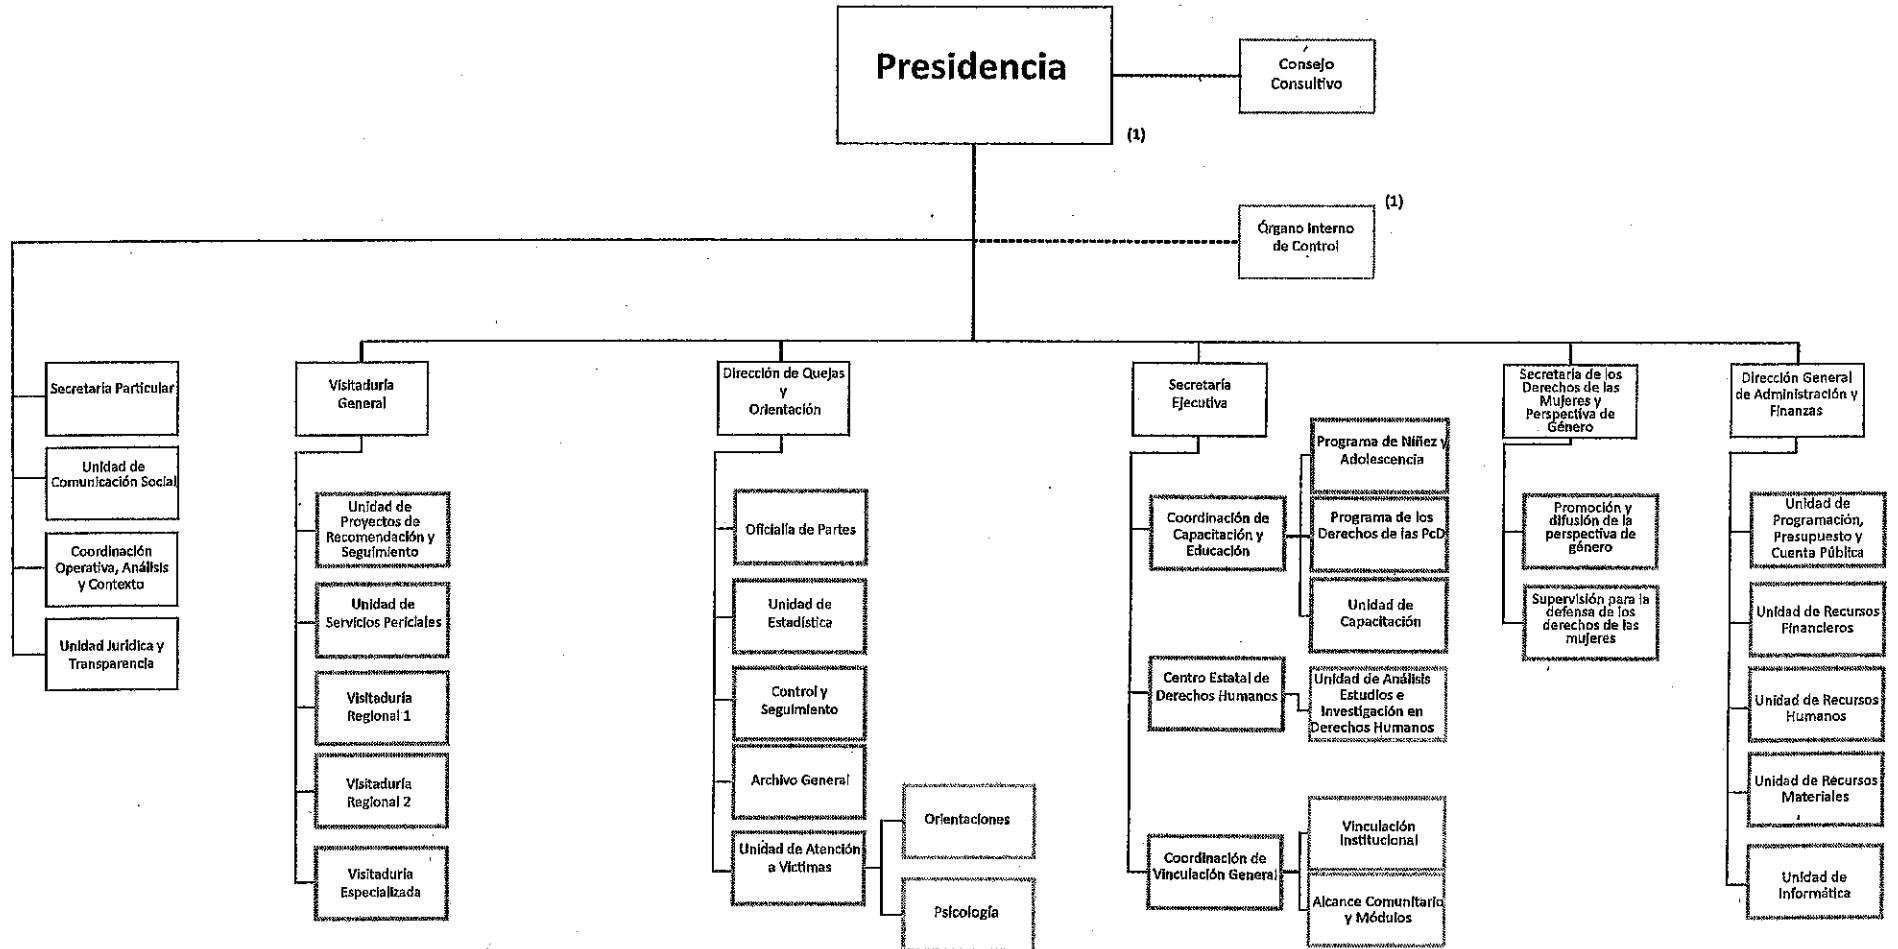 Presidencia
(1)
Consejo
Consultivo
(1)
Órgano Interno
de Control
Secretaria Particular
Unidad de
Comunicación Social
Coordinación
Operativa, Análisis
y Contexto
Unidad Juridica y
Transparencia
Visitaduría
General
Unidad de
Proyectos de
Recomendación y
Seguimiento
Unidad de
Servicios Periciales
Visitaduría
Regional 1
Visitaduría
Regional 2
Visitaduría
Especializada
Dirección de Quejas
y
Orientación
Oficialía de Partes
Unidad de
Estadística
Control y
Seguimiento
Archivo General
Unidad de Atención
a Victimas
Orientaciones
Psicología
Secretaría
Ejecutiva
Coordinación de
Capacitación y
Educación
Programa de Niñez y
Adolescencia
Programa de los
Derechos de las PcD
Unidad de
Capacitación
Centro Estatal de
Derechos Humanos
Unidad de Análisis
Estudios e
Investigación en
Derechos Humanos
Coordinación de
Vinculación General
Vinculación
Institucional
Alcance Comunitario
y Módulos
Secretaría de los
Derechos de las
Mujeres y
Perspectiva de
Género
Promoción y
difusión de la
perspectiva de
género
Supervisión para la
defensa de los
derechos de las
mujeres
Dirección General
de Administración y
Finanzas
Unidad de
Programación,
Presupuesto y
Cuenta Pública
Unidad de Recursos
Financieros
Unidad de Recursos
Humanos
Unidad de Recursos
Materiales
Unidad de
Informática